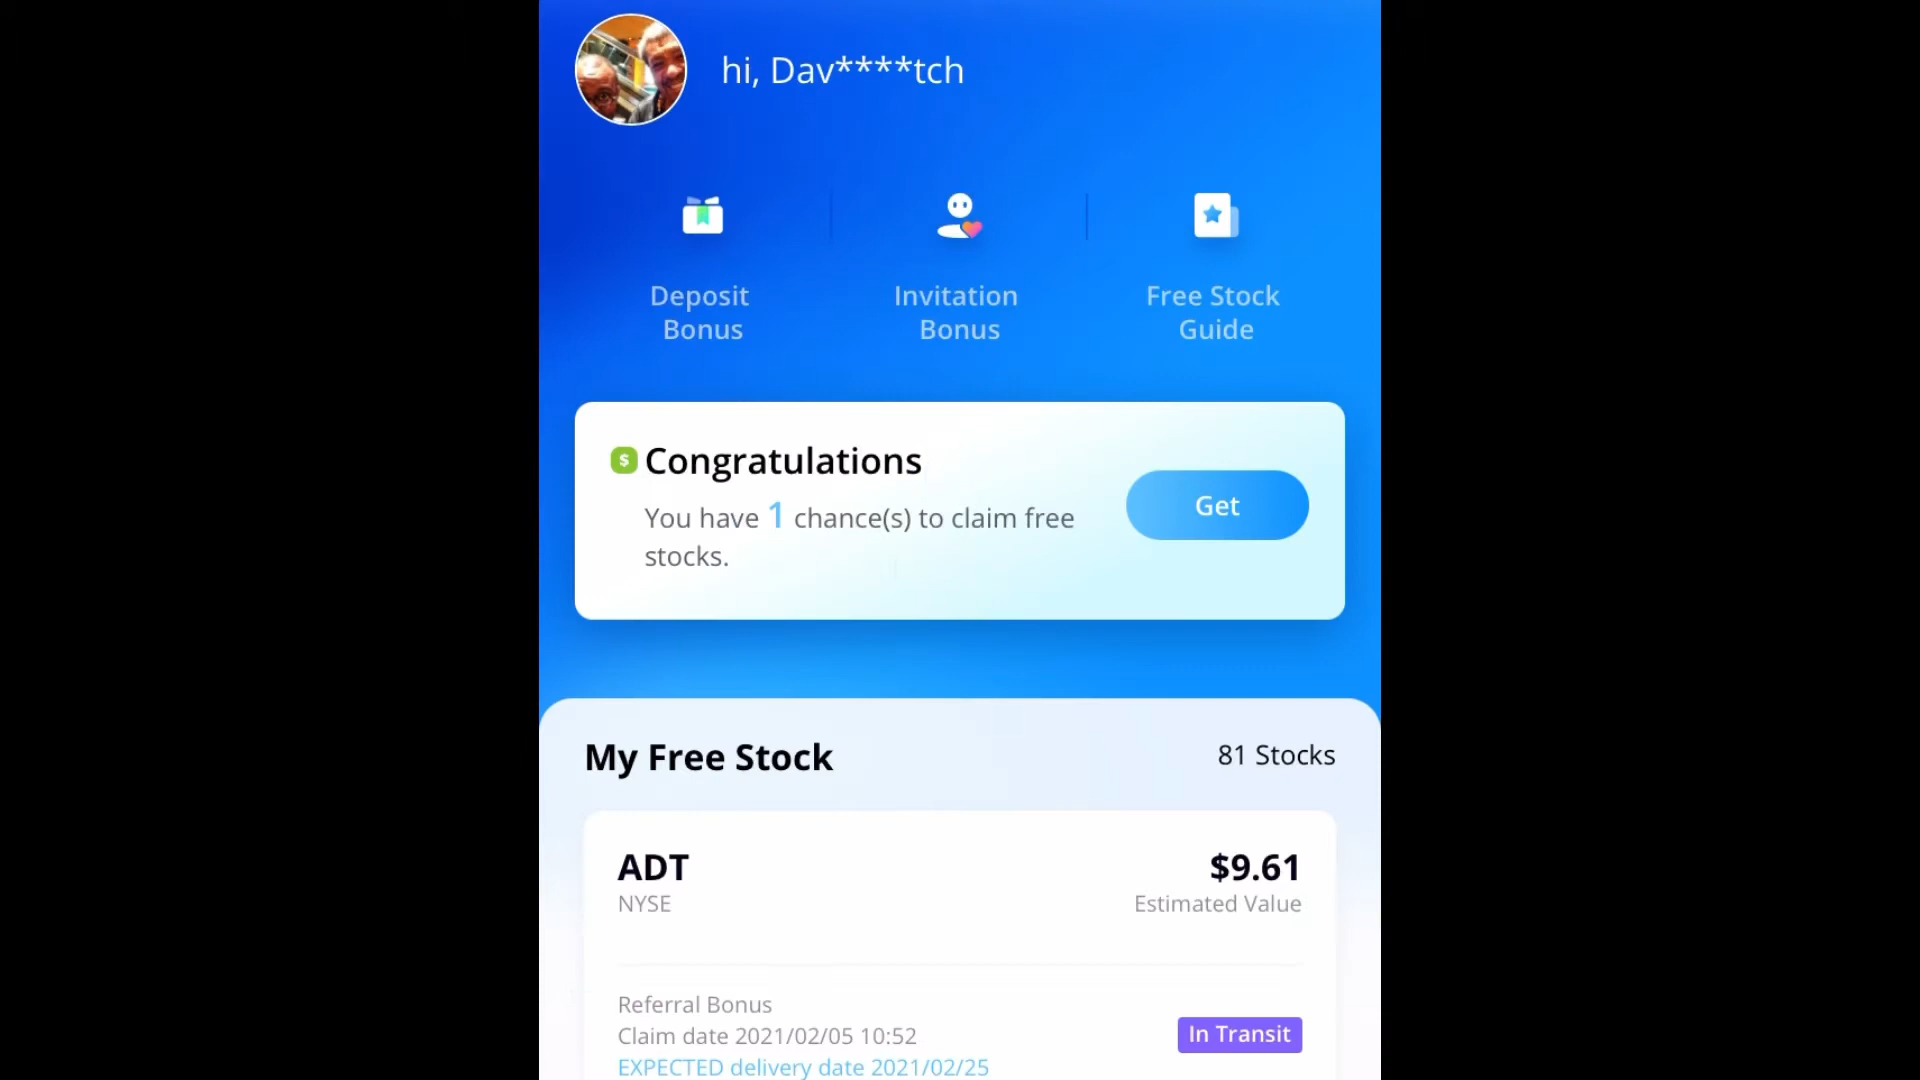 hi, Dav****tch
Deposit
Bonus
Invitation
Bonus
Free Stock
Guide
$ Congratulations
You have 1 chance(s) to claim free
stocks.
Get
My Free Stock
81 Stocks
ADT
$9.61
NYSE
Estimated Value
Referral Bonus
Claim date 2021/02/05 10:52
EXPECTED delivery date 2021/02/25
In Transit